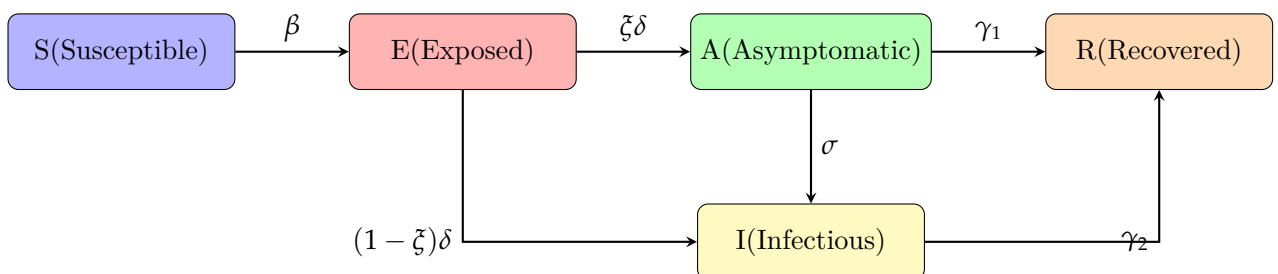 β
ξδ
γ₁
S(Susceptible)
E(Exposed)
A(Asymptomatic)
R(Recovered)
σ
(1 − ξ)δ
I(Infectious)
γ₂